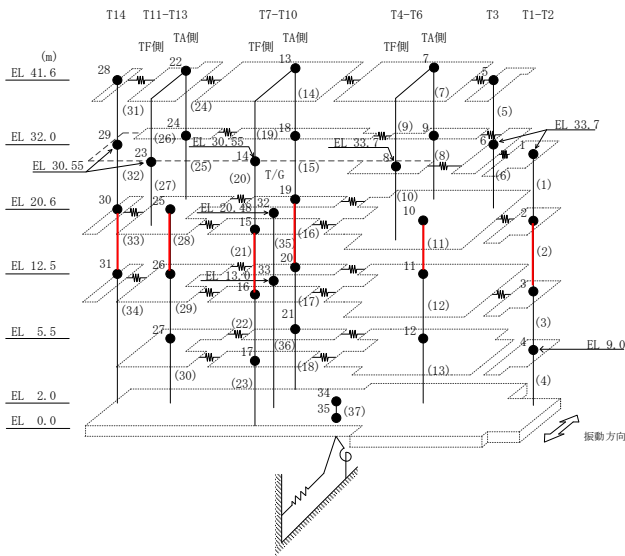 T14 T11-T13 T7-T10 T4-T6 T3 T1-T2
TF側 TA側 TF側 TA側 TF側 TA側
(m)
EL 41.6 28 22 13 7 5
(31) (24) (14) (7) (5)
EL 32.0 29 24 (26) EL 30.55 (19) 18 EL 33.7 (9) 9 6 1 EL 33.7
EL 30.55 (32) 23 (25) 14 (20) (15) 8 (8) (6)
T/G (10) (1)
EL 20.6 30 (27) 25 EL 20.48 32 19 10 2
(33) (28) 15 (35) (16) (11) (2)
(21)
EL 12.5 31 26 EL 13.0 33 20 11
(34) (29) 16 (17) (12) 3
(3)
EL 5.5 27 (22) 21 12 4 EL 9.0
(30) 17 (36) (18) (13) (4)
EL 2.0 (23) 34
EL 0.0 35 (37)
振動方向